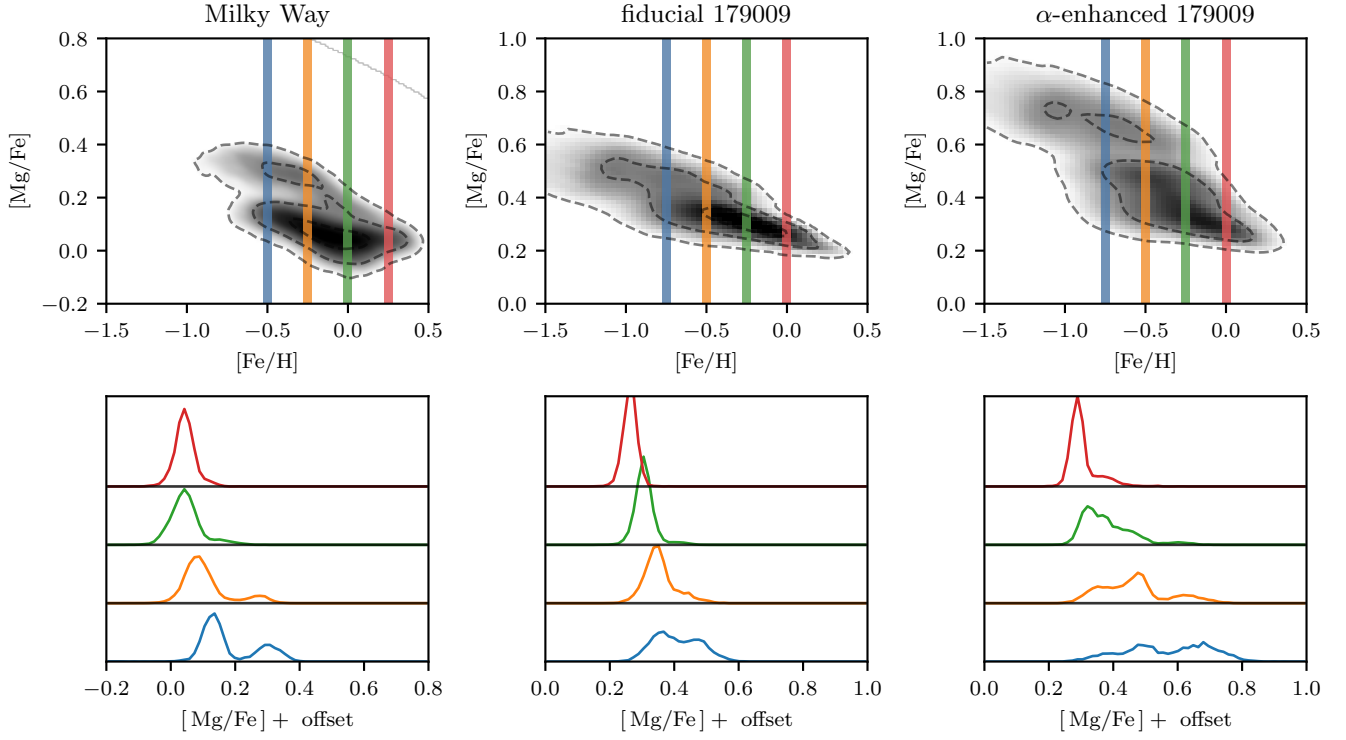 Milky Way
fiducial 179009
α-enhanced 179009
[Mg/Fe]
0.8
0.6
0.4
0.2
0.0
−0.2
−1.5 −1.0 −0.5 0.0 0.5
[Fe/H]
[Mg/Fe]
1.0
0.8
0.6
0.4
0.2
0.0
−1.5 −1.0 −0.5 0.0 0.5
[Fe/H]
[Mg/Fe]
1.0
0.8
0.6
0.4
0.2
0.0
−1.5 −1.0 −0.5 0.0 0.5
[Fe/H]
−0.2 0.0 0.2 0.4 0.6 0.8
[Mg/Fe] + offset
0.0 0.2 0.4 0.6 0.8 1.0
[Mg/Fe] + offset
0.0 0.2 0.4 0.6 0.8 1.0
[Mg/Fe] + offset